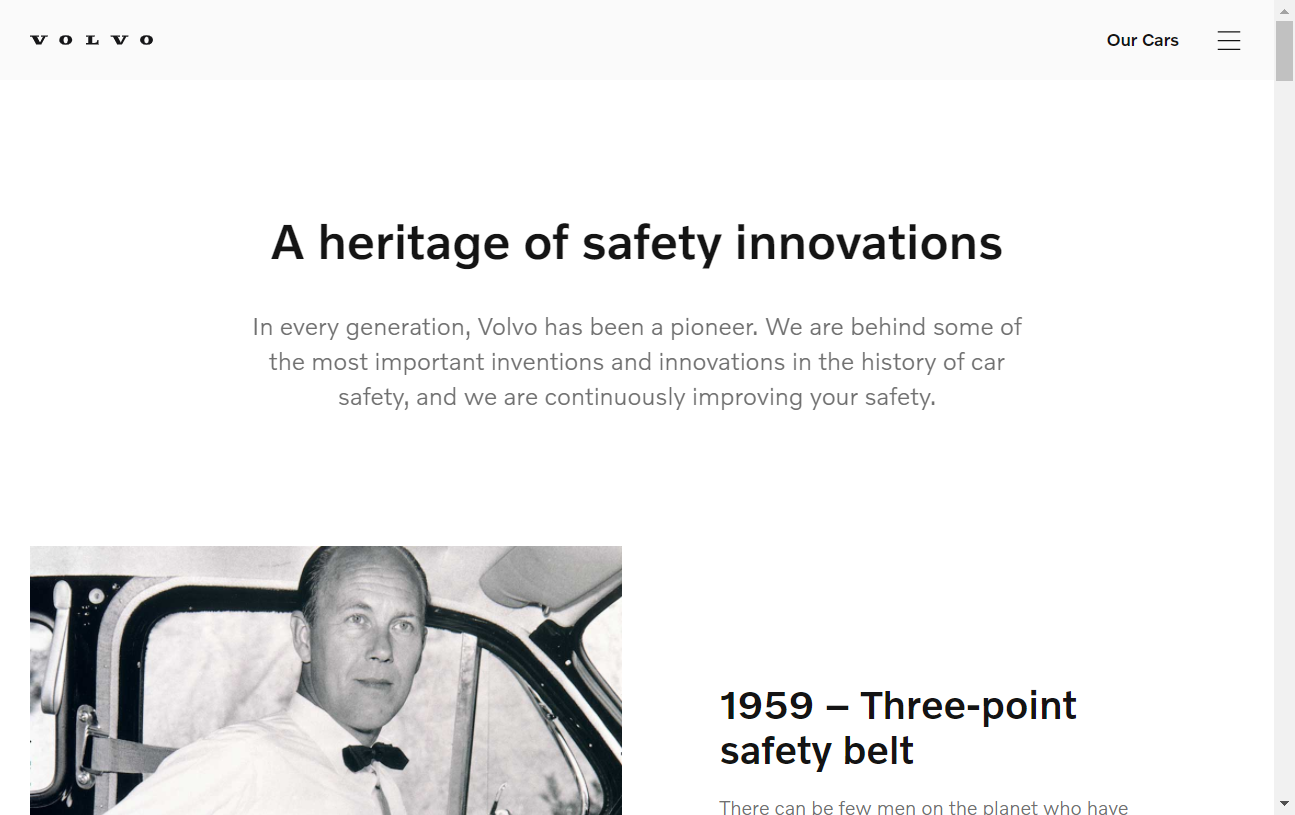 VOLVO
Our Cars
A heritage of safety innovations
In every generation, Volvo has been a pioneer. We are behind some of
the most important inventions and innovations in the history of car
safety, and we are continuously improving your safety.
1959 – Three-point
safety belt
There can be few men on the planet who have